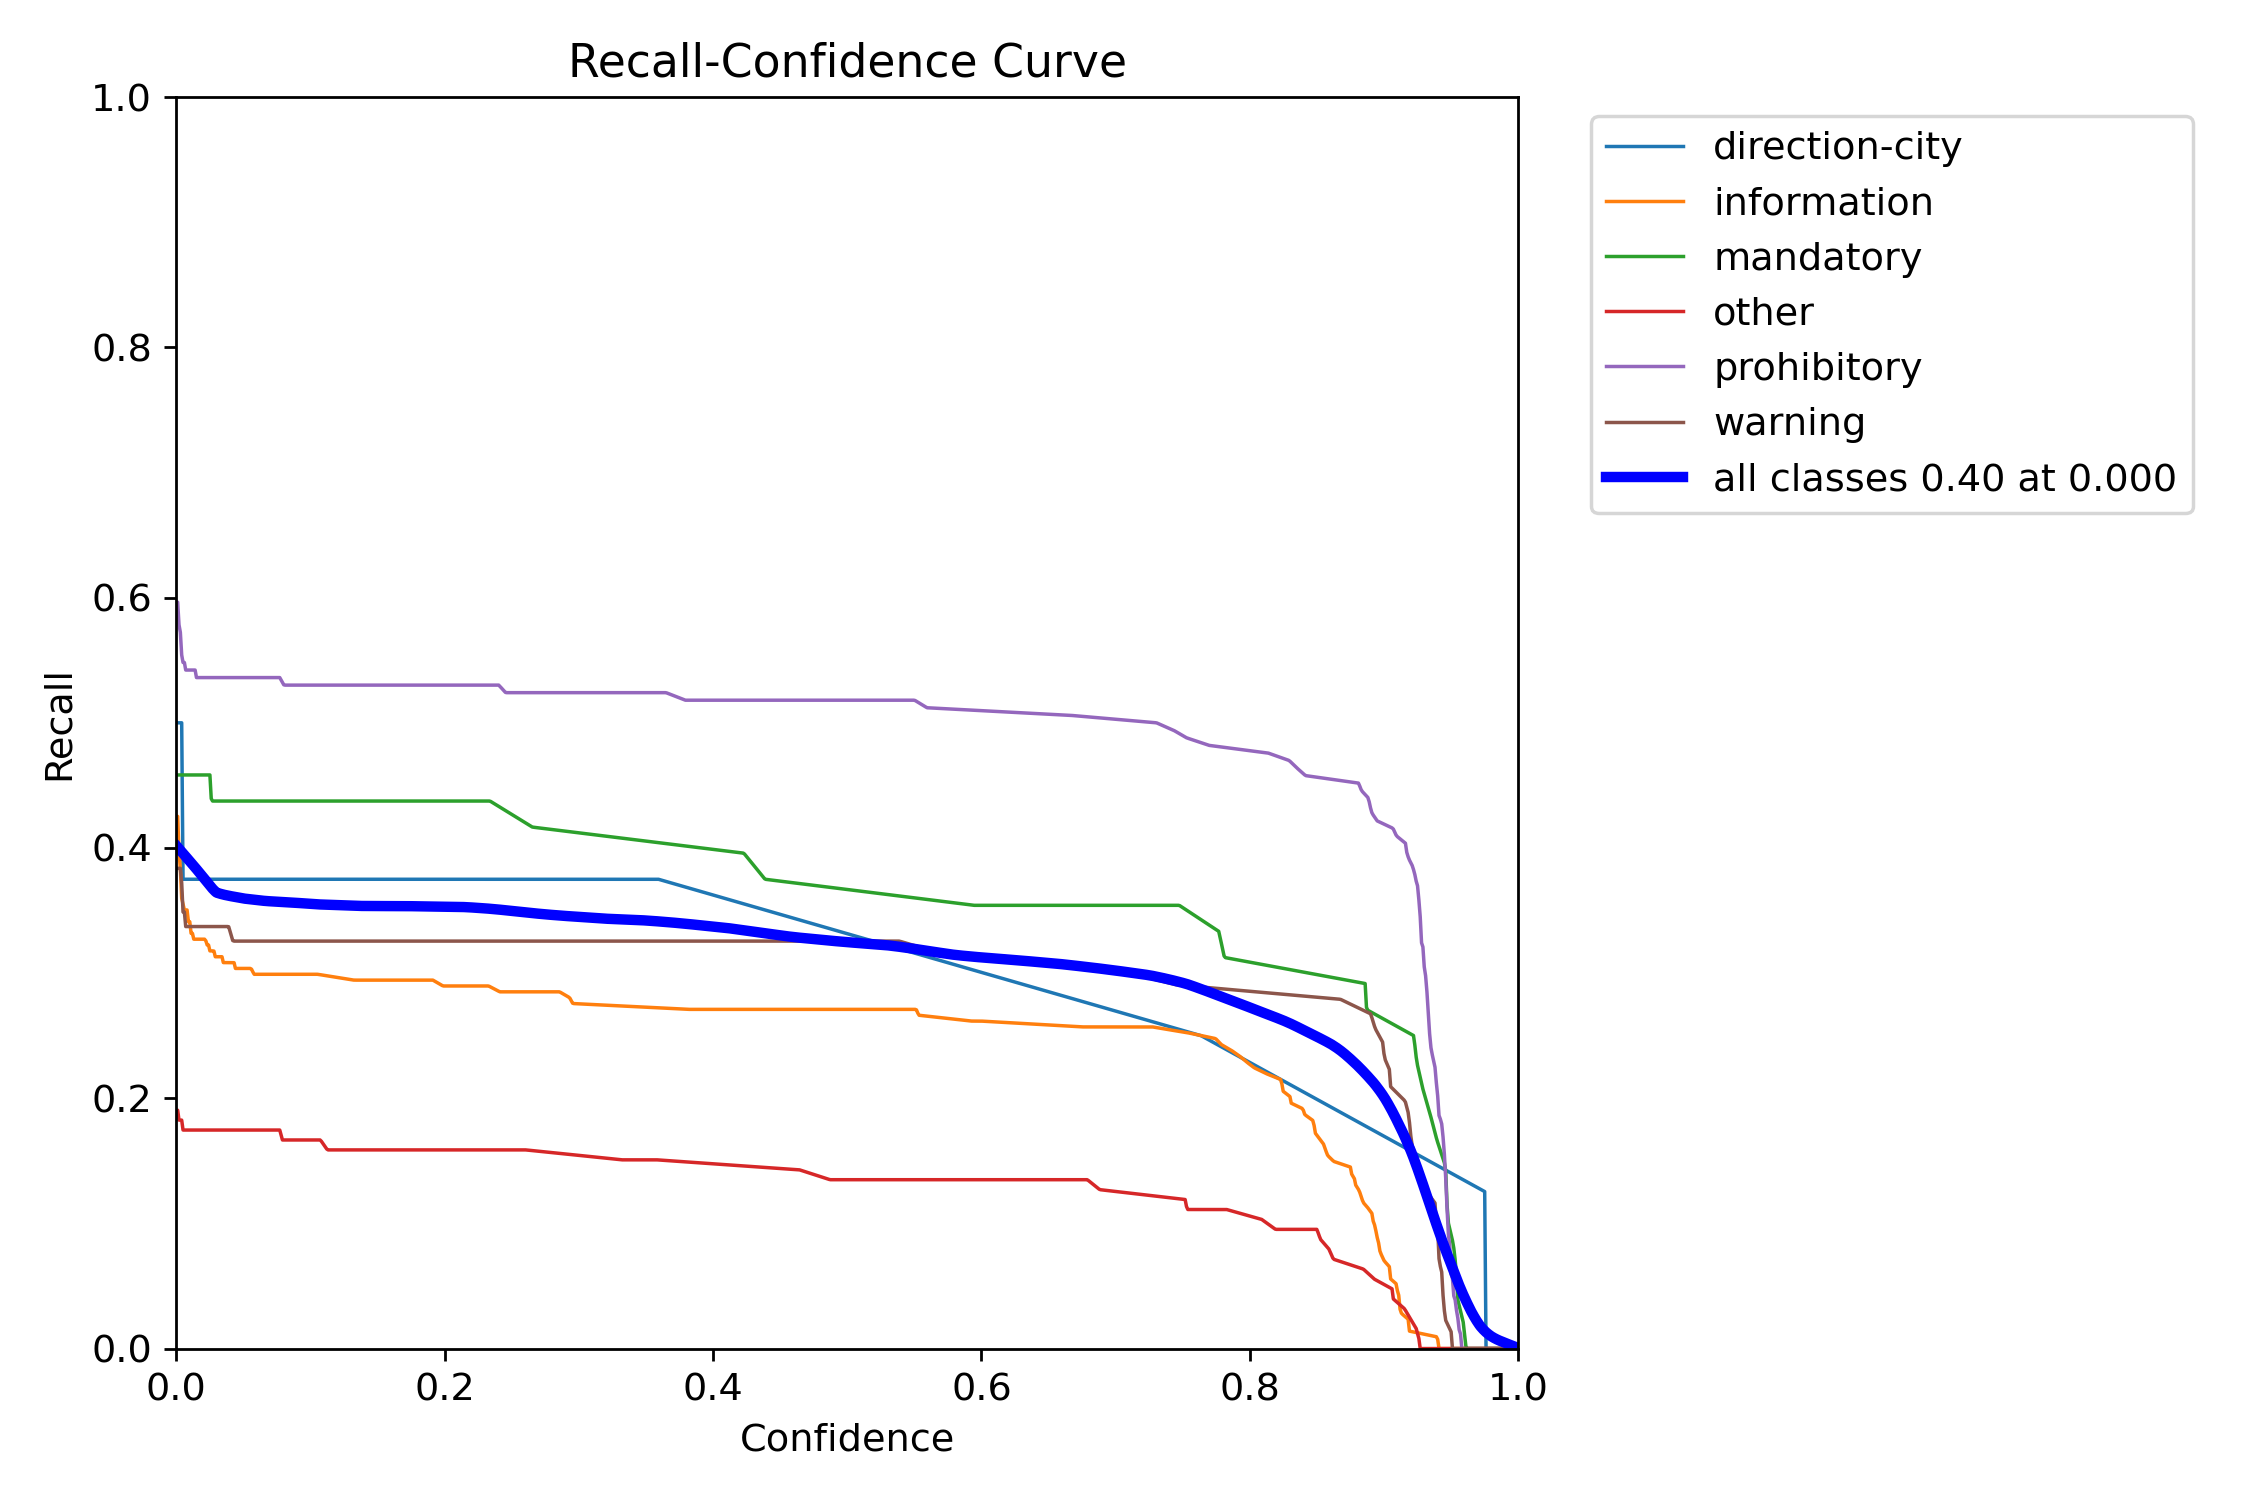 Recall-Confidence Curve
1.0
0.8
0.6
0.4
0.2
0.0
Recall
0.0 0.2 0.4 0.6 0.8 1.0
Confidence
direction-city
information
mandatory
other
prohibitory
warning
all classes 0.40 at 0.000